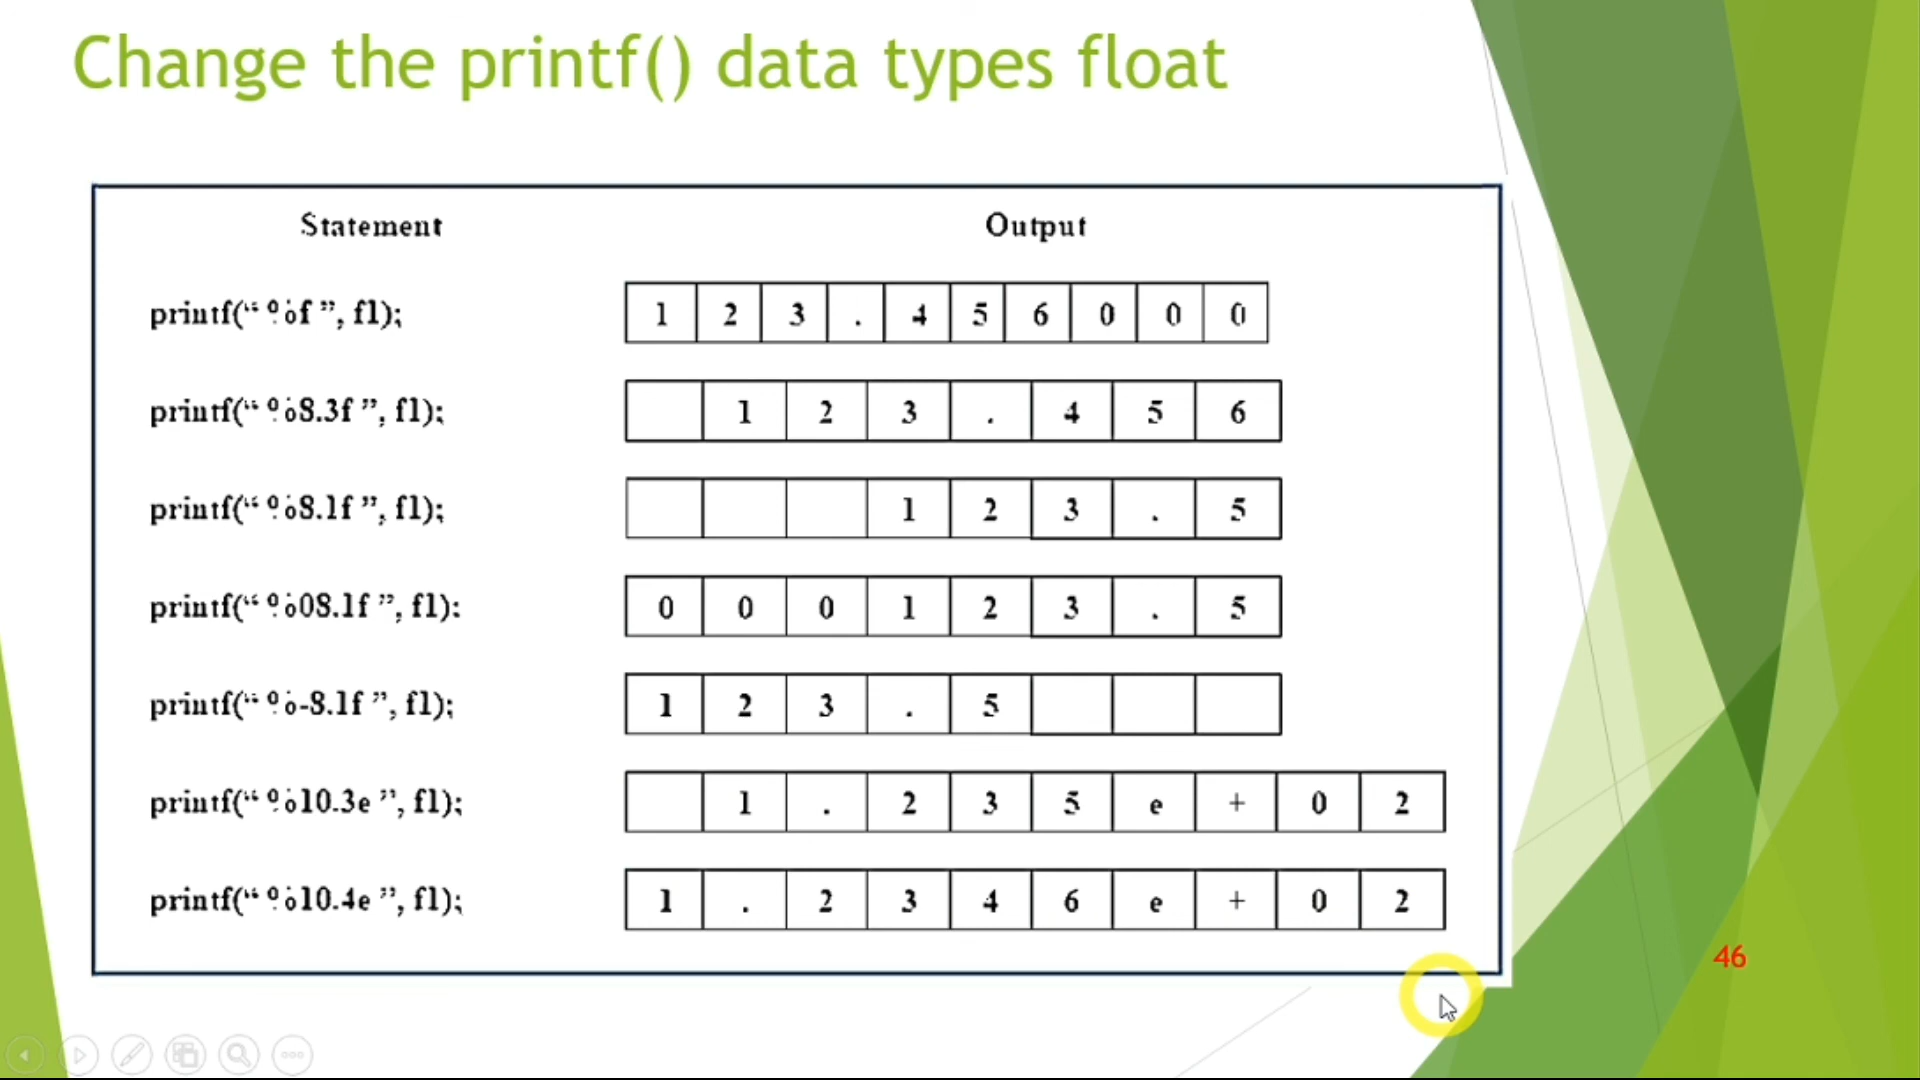 Change the printf() data types float
Statement Output
printf(“ %f ”, f1); 1 2 3 . 4 5 6 0 0 0
printf(“ %8.3f ”, f1); 1 2 3 . 4 5 6
printf(“ %8.1f ”, f1); 1 2 3 . 5
printf(“ %08.1f ”, f1); 0 0 0 1 2 3 . 5
printf(“ %-8.1f ”, f1); 1 2 3 . 5
printf(“ %10.3e ”, f1); 1 . 2 3 5 e + 0 2
printf(“ %10.4e ”, f1); 1 . 2 3 4 6 e + 0 2
46